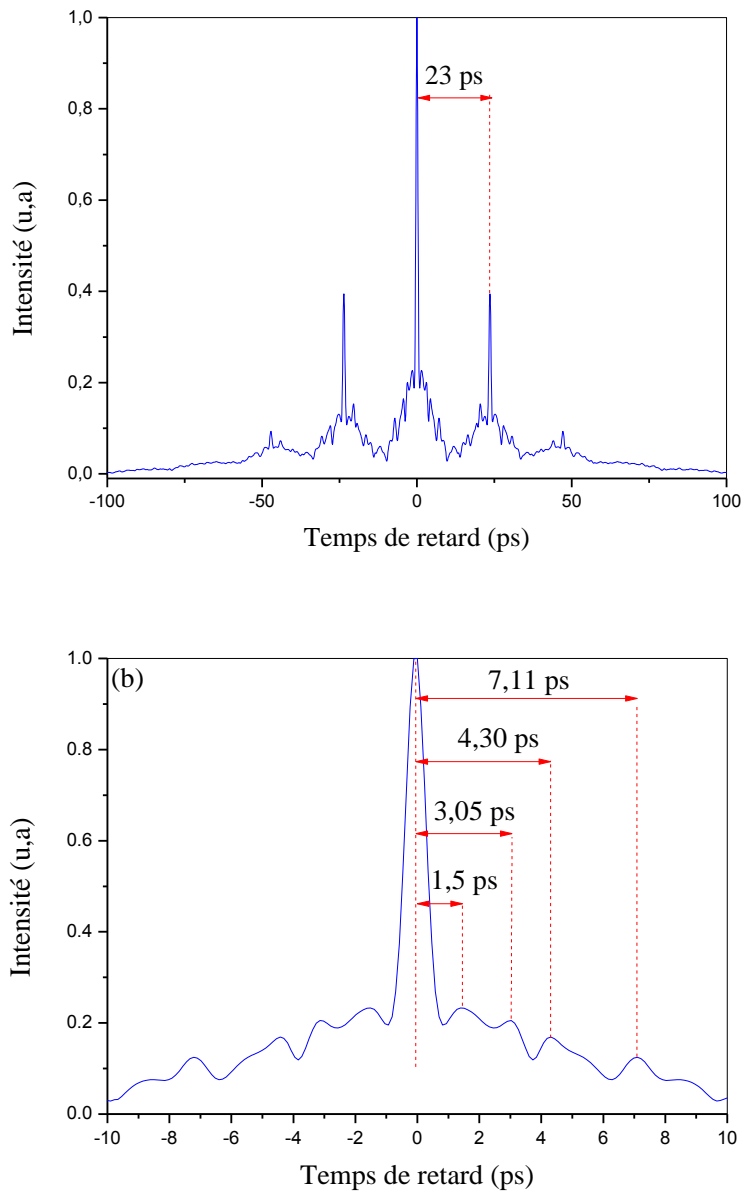 1,0
0,8
0,6
0,4
0,2
0,0
Intensité (u,a)
23 ps
-100 -50 0 50 100
Temps de retard (ps)
(b)
1.0
0.8
0.6
0.4
0.2
0.0
Intensité (u,a)
7,11 ps
4,30 ps
3,05 ps
1,5 ps
-10 -8 -6 -4 -2 0 2 4 6 8 10
Temps de retard (ps)